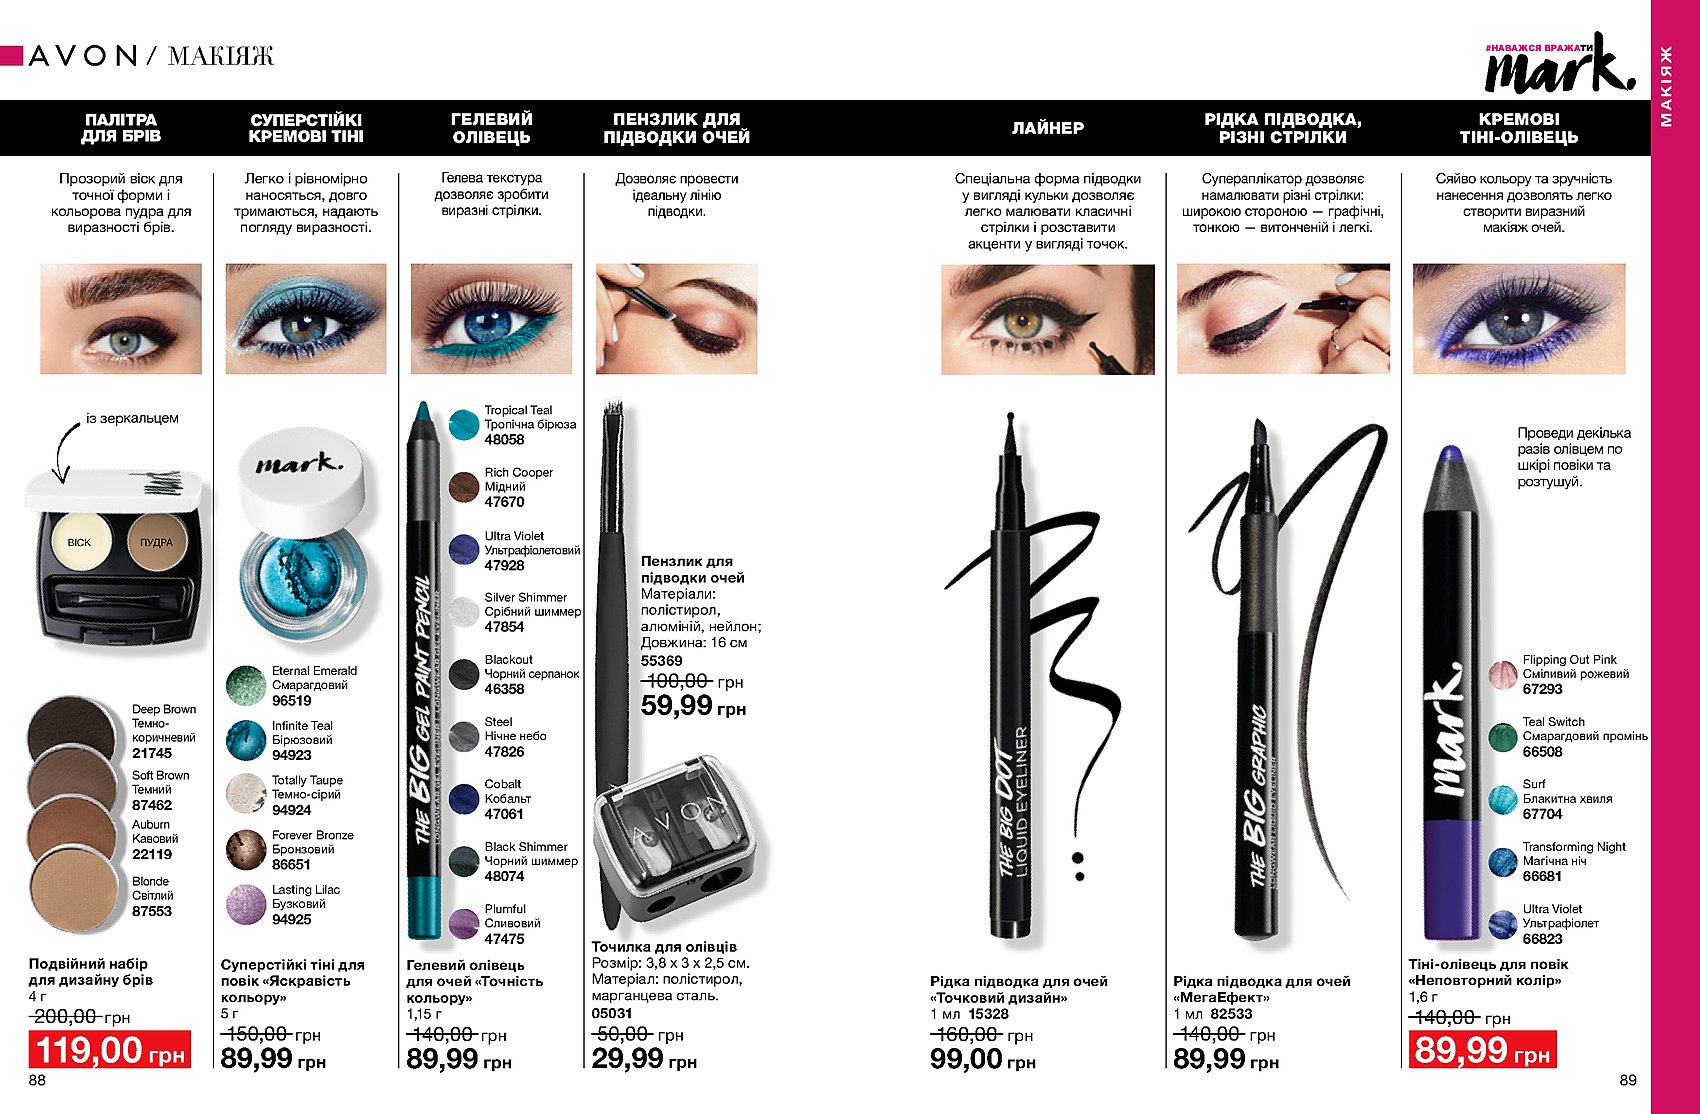 AVON / МАКІЯЖ
#НАВАЖСЯ ВРАЖАТИ
mark.
МАКІЯЖ
ПАЛІТРА
ДЛЯ БРІВ
Прозорий віск для
точної форми і
кольорова пудра для
виразності брів.
із зеркальцем
ВІСК
ПУДРА
Deep Brown
Темно-
коричневий
21745
Soft Brown
Темний
87462
Auburn
Кавовий
22119
Blonde
Світлий
87553
Подвійний набір
для дизайну брів
4 г
200,00 грн
119,00 грн
88
СУПЕРСТІЙКІ
КРЕМОВІ ТІНІ
Легко і рівномірно
наносяться, довго
тримаються, надають
погляду виразності.
mark.
Eternal Emerald
Смарагдовий
96519
Infinite Teal
Бірюзовий
94923
Totally Taupe
Темно-сірий
94924
Forever Bronze
Бронзовий
86651
Lasting Lilac
Бузковий
94925
Суперстійкі тіні для
повік «Яскравість
кольору»
5 г
150,00 грн
89,99 грн
ГЕЛЕВИЙ
ОЛІВЕЦЬ
Гелева текстура
дозволяє зробити
виразні стрілки.
THE BIG GEL PAINT PENCIL
LONGWEAR GEL EYELINER
Tropical Teal
Тропічна бірюза
48058
Rich Cooper
Мідний
47670
Ultra Violet
Ультрафіолетовий
47928
Silver Shimmer
Срібний шиммер
47854
Blackout
Чорний серпанок
46358
Steel
Нічне небо
47826
Cobalt
Кобальт
47061
Black Shimmer
Чорний шиммер
48074
Plumful
Сливовий
47475
Гелевий олівець
для очей «Точність
кольору»
1,15 г
140,00 грн
89,99 грн
ПЕНЗЛИК ДЛЯ
ПІДВОДКИ ОЧЕЙ
Дозволяє провести
ідеальну лінію
підводки.
Пензлик для
підводки очей
Матеріали:
полістирол,
алюміній, нейлон;
Довжина: 16 см
55369
100,00 грн
59,99 грн
AVON
Точилка для олівців
Розмір: 3,8 х 3 х 2,5 см.
Матеріал: полістирол,
марганцева сталь.
05031
50,00 грн
29,99 грн
ЛАЙНЕР
Спеціальна форма підводки
у вигляді кульки дозволяє
легко малювати класичні
стрілки і розставити
акценти у вигляді точок.
THE BIG DOT
LIQUID EYELINER
Рідка підводка для очей
«Точковий дизайн»
1 мл 15328
160,00 грн
99,00 грн
РІДКА ПІДВОДКА,
РІЗНІ СТРІЛКИ
Супераплікатор дозволяє
намалювати різні стрілки:
широкою стороною — графічні,
тонкою — витонченій і легкі.
THE BIG GRAPHIC
LONGWEAR LIQUID EYELINER
Рідка підводка для очей
«МегаЕфект»
1 мл 82533
140,00 грн
89,99 грн
КРЕМОВІ
ТІНІ-ОЛІВЕЦЬ
Сяйво кольору та зручність
нанесення дозволять легко
створити виразний
макіяж очей.
Проведи декілька
разів олівцем по
шкірі повіки та
розтушуй.
mark.
Flipping Out Pink
Сміливий рожевий
67293
Teal Switch
Смарагдовий промінь
66508
Surf
Блакитна хвиля
67704
Transforming Night
Магічна ніч
66681
Ultra Violet
Ультрафіолет
66823
Тіні-олівець для повік
«Неповторний колір»
1,6 г
140,00 грн
89,99 грн
89